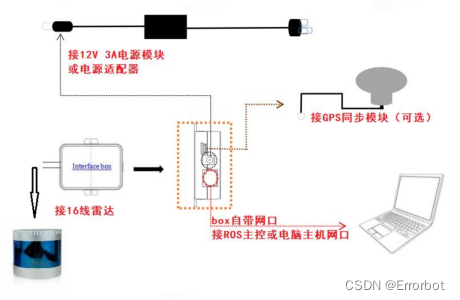 接12V 3A电源模块
或电源适配器
接GPS同步模块（可选）
Interface box
接16线雷达
box自带网口
接ROS主控或电脑主机网口
CSDN @Errorbot